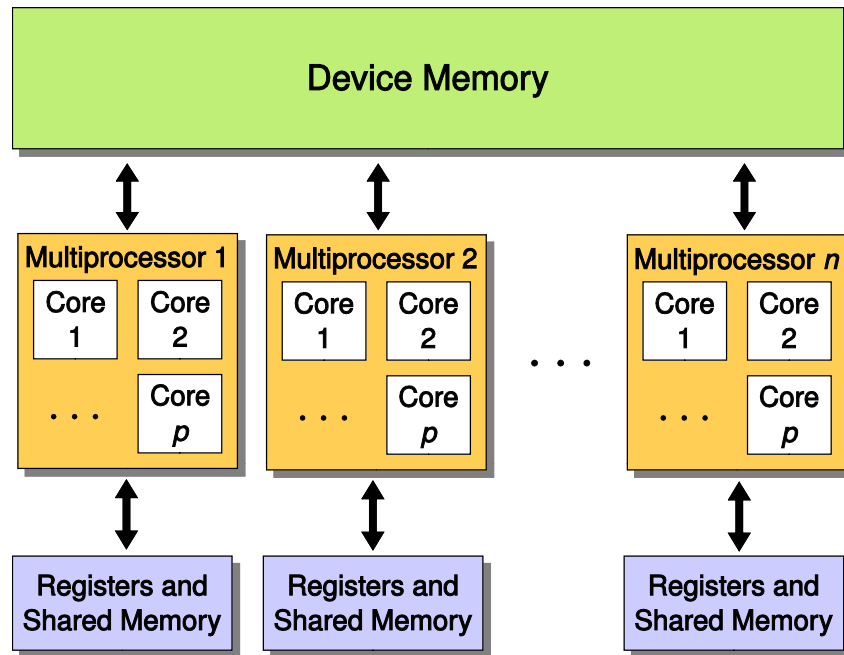 Device Memory
Multiprocessor 1
Core
1
Core
2
. . .
Core
p
Multiprocessor 2
Core
1
Core
2
. . .
Core
p
. . .
Multiprocessor n
Core
1
Core
2
. . .
Core
p
Registers and
Shared Memory
Registers and
Shared Memory
Registers and
Shared Memory